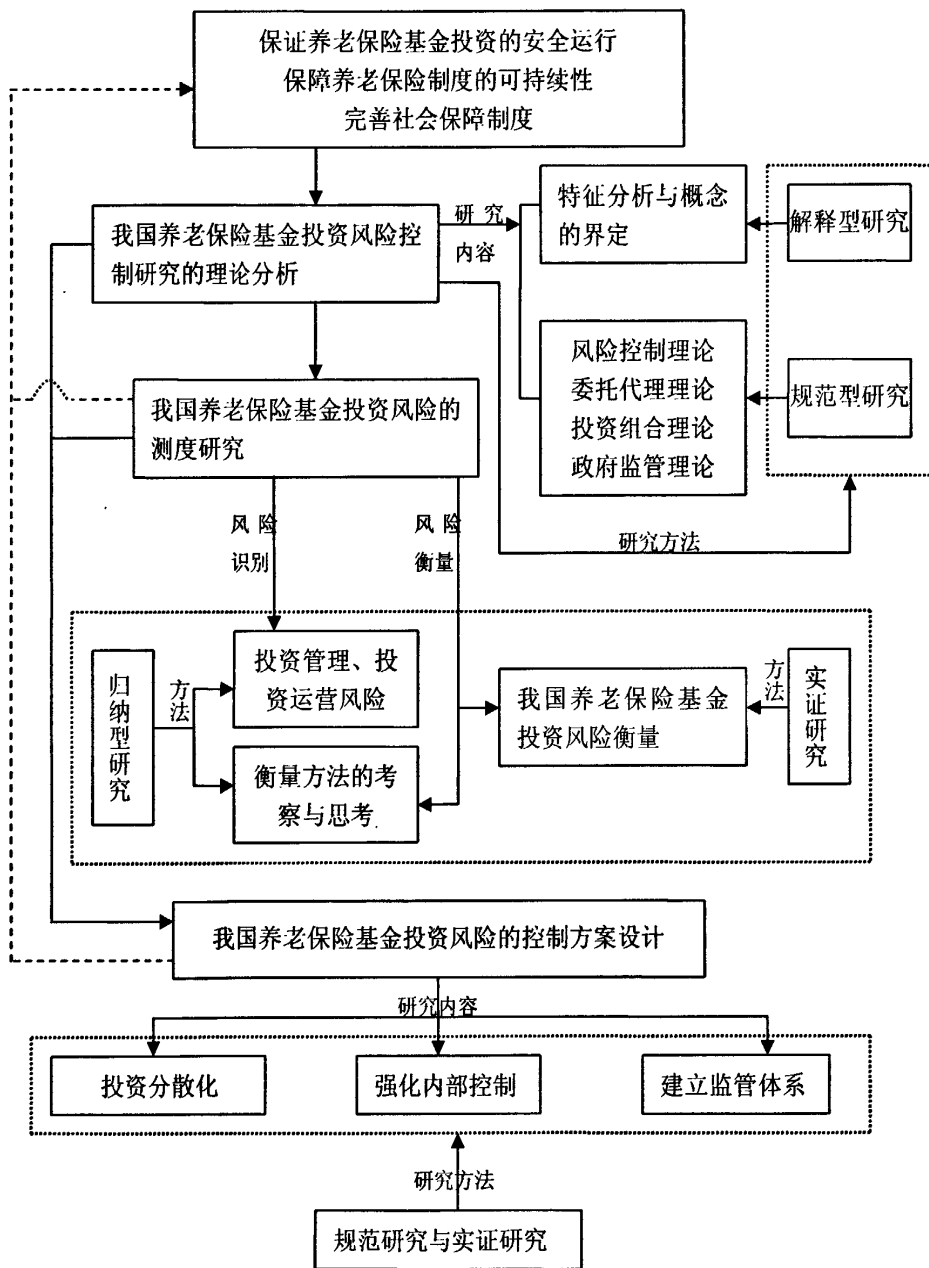 保证养老保险基金投资的安全运行
保障养老保险制度的可持续性
完善社会保障制度
我国养老保险基金投资风险控
制研究的理论分析
研究
内容
特征分析与概念
的界定
解释型研究
风险控制理论
委托代理理论
投资组合理论
政府监管理论
规范型研究
研究方法
我国养老保险基金投资风险的
测度研究
风险
识别
风险
衡量
归纳型研究
方法
投资管理、投
资运营风险
衡量方法的考
察与思考
我国养老保险基金
投资风险衡量
方法
实证研究
我国养老保险基金投资风险的控制方案设计
研究内容
投资分散化
强化内部控制
建立监管体系
研究方法
规范研究与实证研究